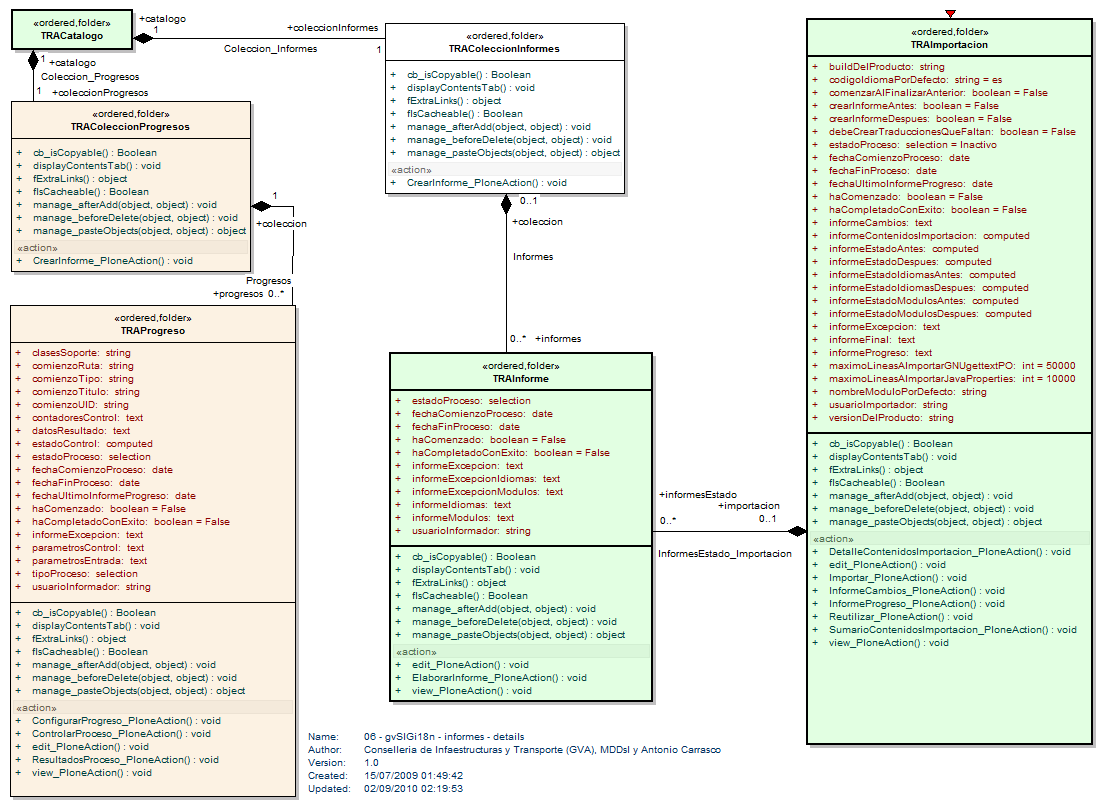 «ordered,folder»
TRACatalogo
+catalogo
1
+coleccionInformes
Coleccion_Informes
1
1
+catalogo
Coleccion_Progresos
1
+coleccionProgresos
«ordered,folder»
TRAColeccionInformes
+ cb_isCopyable() : Boolean
+ displayContentsTab() : void
+ fExtraLinks() : object
+ fIsCacheable() : Boolean
+ manage_afterAdd(object, object) : void
+ manage_beforeDelete(object, object) : void
+ manage_pasteObjects(object, object) : object
«action»
+ CrearInforme_PloneAction() : void
«ordered,folder»
TRAColeccionProgresos
+ cb_isCopyable() : Boolean
+ displayContentsTab() : void
+ fExtraLinks() : object
+ fIsCacheable() : Boolean
+ manage_afterAdd(object, object) : void
+ manage_beforeDelete(object, object) : void
+ manage_pasteObjects(object, object) : object
«action»
+ CrearInforme_PloneAction() : void
1
+coleccion
Progresos
+progresos 0..*
0..1
+coleccion
Informes
0..* +informes
«ordered,folder»
TRAProgreso
+ clasesSoporte: string
+ comienzoRuta: string
+ comienzoTipo: string
+ comienzoTitulo: string
+ comienzoUID: string
+ contadoresControl: text
+ datosResultado: text
+ estadoControl: computed
+ estadoProceso: selection
+ fechaComienzoProceso: date
+ fechaFinProceso: date
+ fechaUltimoInformeProgreso: date
+ haComenzado: boolean = False
+ haCompletadoConExito: boolean = False
+ informeExcepcion: text
+ parametrosControl: text
+ parametrosEntrada: text
+ tipoProceso: selection
+ usuarioInformador: string
+ cb_isCopyable() : Boolean
+ displayContentsTab() : void
+ fExtraLinks() : object
+ fIsCacheable() : Boolean
+ manage_afterAdd(object, object) : void
+ manage_beforeDelete(object, object) : void
+ manage_pasteObjects(object, object) : object
«action»
+ ConfigurarProgreso_PloneAction() : void
+ ControlarProceso_PloneAction() : void
+ edit_PloneAction() : void
+ ResultadosProceso_PloneAction() : void
+ view_PloneAction() : void
«ordered,folder»
TRAInforme
+ estadoProceso: selection
+ fechaComienzoProceso: date
+ fechaFinProceso: date
+ haComenzado: boolean = False
+ haCompletadoConExito: boolean = False
+ informeExcepcion: text
+ informeExcepcionIdiomas: text
+ informeExcepcionModulos: text
+ informeIdiomas: text
+ informeModulos: text
+ usuarioInformador: string
+ cb_isCopyable() : Boolean
+ displayContentsTab() : void
+ fExtraLinks() : object
+ fIsCacheable() : Boolean
+ manage_afterAdd(object, object) : void
+ manage_beforeDelete(object, object) : void
+ manage_pasteObjects(object, object) : object
«action»
+ edit_PloneAction() : void
+ ElaborarInforme_PloneAction() : void
+ view_PloneAction() : void
+informesEstado
+importacion
0..* 0..1
InformesEstado_Importacion
«ordered,folder»
TRAImportacion
+ buildDelProducto: string
+ codigoIdiomaPorDefecto: string = es
+ comenzarAlFinalizarAnterior: boolean = False
+ crearInformeAntes: boolean = False
+ crearInformeDespues: boolean = False
+ debeCrearTraduccionesQueFaltan: boolean = False
+ estadoProceso: selection = Inactivo
+ fechaComienzoProceso: date
+ fechaFinProceso: date
+ fechaUltimoInformeProgreso: date
+ haComenzado: boolean = False
+ haCompletadoConExito: boolean = False
+ informeCambios: text
+ informeContenidosImportacion: computed
+ informeEstadoAntes: computed
+ informeEstadoDespues: computed
+ informeEstadoIdiomasAntes: computed
+ informeEstadoIdiomasDespues: computed
+ informeEstadoModulosAntes: computed
+ informeEstadoModulosDespues: computed
+ informeExcepcion: text
+ informeFinal: text
+ informeProgreso: text
+ maximoLineasAImportarGNUgettextPO: int = 50000
+ maximoLineasAImportarJavaProperties: int = 10000
+ nombreModuloPorDefecto: string
+ usuarioImportador: string
+ versionDelProducto: string
+ cb_isCopyable() : Boolean
+ displayContentsTab() : void
+ fExtraLinks() : object
+ fIsCacheable() : Boolean
+ manage_afterAdd(object, object) : void
+ manage_beforeDelete(object, object) : void
+ manage_pasteObjects(object, object) : object
«action»
+ DetalleContenidosImportacion_PloneAction() : void
+ edit_PloneAction() : void
+ Importar_PloneAction() : void
+ InformeCambios_PloneAction() : void
+ InformeProgreso_PloneAction() : void
+ Reutilizar_PloneAction() : void
+ SumarioContenidosImportacion_PloneAction() : void
+ view_PloneAction() : void
Name: 06 - gvSIGi18n - informes - details
Author: Conselleria de Infaestructuras y Transporte (GVA), MDDsl y Antonio Carrasco
Version: 1.0
Created: 15/07/2009 01:49:42
Updated: 02/09/2010 02:19:53